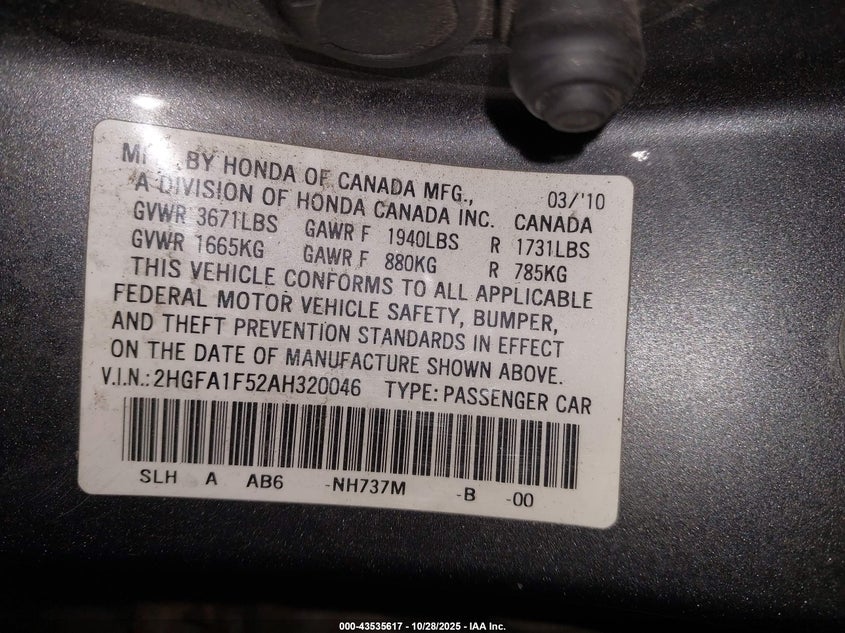 MFD. BY HONDA OF CANADA MFG., 03/'10
A DIVISION OF HONDA CANADA INC. CANADA
GVWR 3671LBS GAWR F 1940LBS R 1731LBS
GVWR 1665KG GAWR F 880KG R 785KG
THIS VEHICLE CONFORMS TO ALL APPLICABLE
FEDERAL MOTOR VEHICLE SAFETY, BUMPER,
AND THEFT PREVENTION STANDARDS IN EFFECT
ON THE DATE OF MANUFACTURE SHOWN ABOVE.
V.I.N.: 2HGFA1F52AH320046 TYPE: PASSENGER CAR
SLH A AB6 -NH737M -B -00
000-43535617 - 10/28/2025 - IAA Inc.